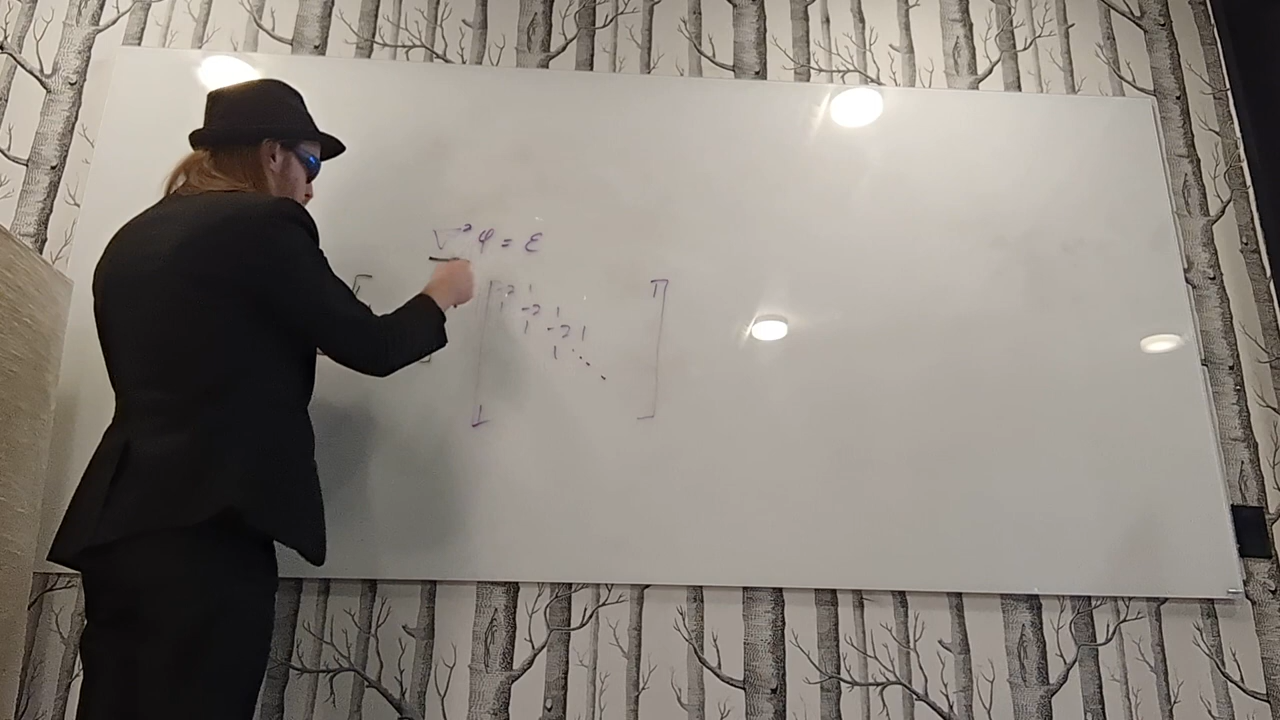 ∇²φ = ε
-2 1
1 -2 1
1 -2 1
1 ⋱